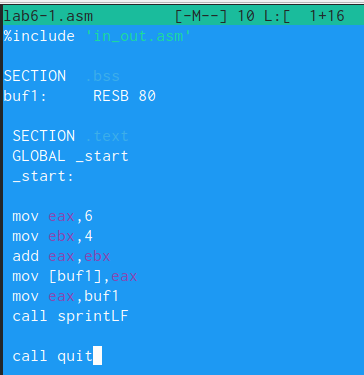 lab6-1.asm [-M--] 10 L:[ 1+16
%include 'in_out.asm'
SECTION .bss
buf1: RESB 80
SECTION .text
GLOBAL _start
_start:
mov eax,6
mov ebx,4
add eax,ebx
mov [buf1],eax
mov eax,buf1
call sprintLF
call quit